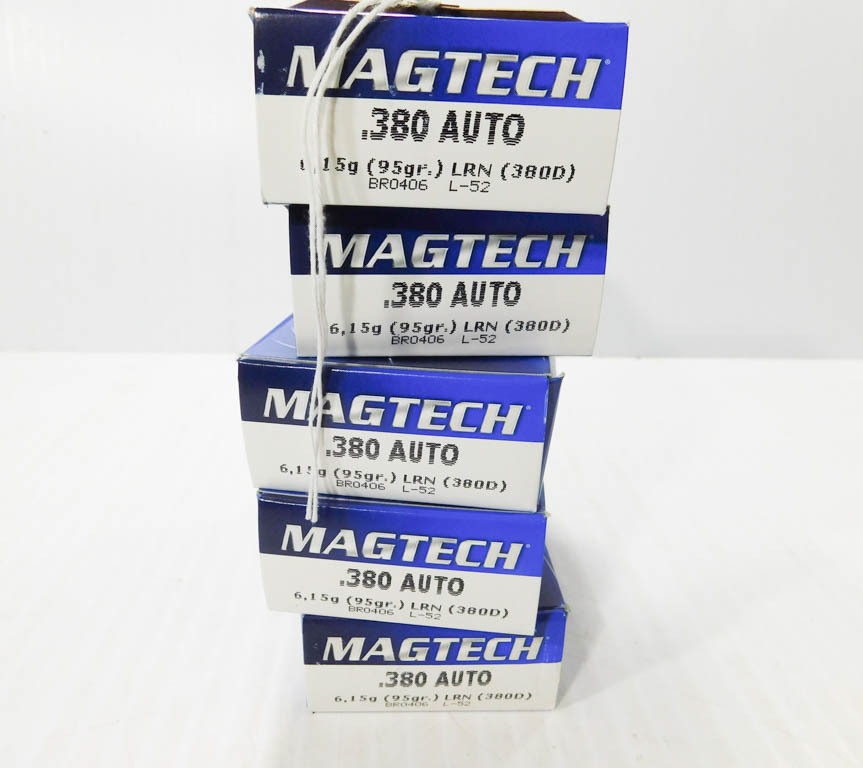 MAGTECH®
.380 AUTO
15g (95gr.) LRN (380D)
BR0406 L-52
MAGTECH
.380 AUTO
6,15g (95gr.) LRN (380D)
BR0406 L-52
MAGTECH
.380 AUTO
6,1 g (95gr.) LRN (380D)
BR0406 L-52
MAGTECH
.380 AUTO
6,15g (95gr.) LRN (380D)
BR0406 L-52
MAGTECH
.380 AUTO
6,15g (95gr.) LRN (380D)
BR0406 L-52